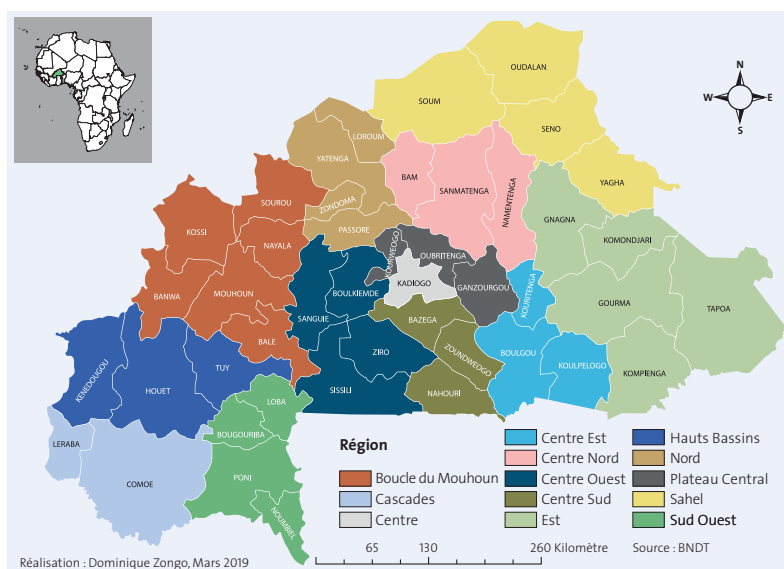 OUDALAN
SOUM
N
W E
S
SENO
LOROUM
YATENGA
BAM
SANMATENGA
NAMENTENGA
YAGHA
SOUROU
ZONDOMA
GNAGNA
KOSSI
PASSORE
KOMONDJARI
NAYALA
KOURWEOGO
OUBRITENGA
KADIOGO
GANZOURGOU
KOURITENGA
BANWA
MOUHOUN
BOULKIEMDE
GOURMA
TAPOA
SANGUIE
BAZEGA
BALE
ZIRO
ZOUNDWEOGO
BOULGOU
KOULPELOGO
KOMPIENGA
KENEDOUGOU
HOUET
TUY
SISSILI
NAHOURI
LOBA
BOUGOURIBA
LERABA
COMOE
PONI
NOUMBIEL
Région
Boucle du Mouhoun
Cascades
Centre
Centre Est
Centre Nord
Centre Ouest
Centre Sud
Est
Hauts Bassins
Nord
Plateau Central
Sahel
Sud Ouest
65 130 260 Kilomètre
Source : BNDT
Réalisation : Dominique Zongo, Mars 2019